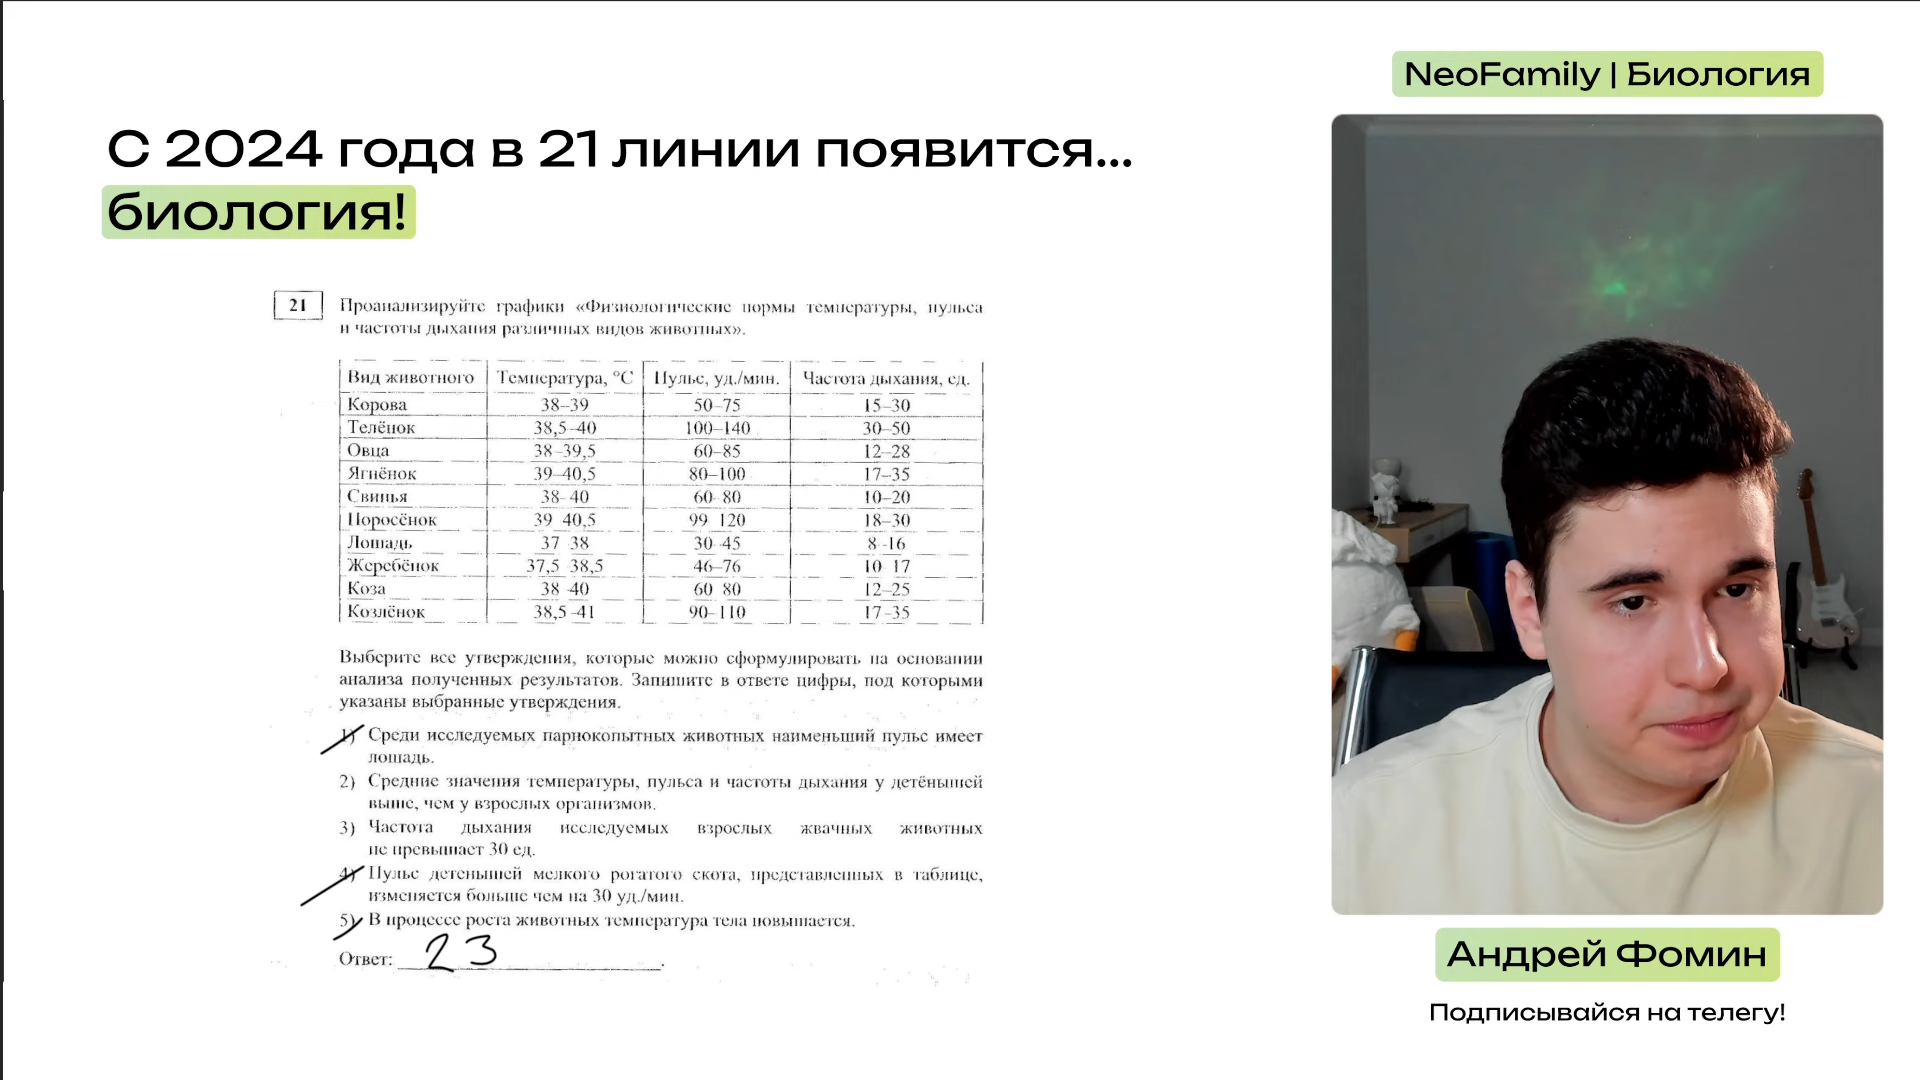 NeoFamily | Биология
С 2024 года в 21 линии появится...
биология!
21 Проанализируйте графики «Физиологические нормы температуры, пульса
и частоты дыхания различных видов животных».
Вид животного Температура, °С Пульс, уд./мин. Частота дыхания, ед.
Корова 38–39 50–75 15–30
Телёнок 38,5–40 100–140 30–50
Овца 38–39,5 60–85 12–28
Ягнёнок 39–40,5 80–100 17–35
Свинья 38–40 60–80 10–20
Поросёнок 39–40,5 99–120 18–30
Лошадь 37–38 30–45 8–16
Жеребёнок 37,5–38,5 46–76 10–17
Коза 38–40 60–80 12–25
Козлёнок 38,5–41 90–110 17–35
Выберите все утверждения, которые можно сформулировать на основании
анализа полученных результатов. Запишите в ответе цифры, под которыми
указаны выбранные утверждения.
1) Среди исследуемых парнокопытных животных наименьший пульс имеет
лошадь.
2) Средние значения температуры, пульса и частоты дыхания у детёнышей
выше, чем у взрослых организмов.
3) Частота дыхания исследуемых взрослых жвачных животных
не превышает 30 ед.
4) Пульс детенышей мелкого рогатого скота, представленных в таблице,
изменяется больше чем на 30 уд./мин.
5) В процессе роста животных температура тела повышается.
Ответ: 23.
Андрей Фомин
Подписывайся на телегу!